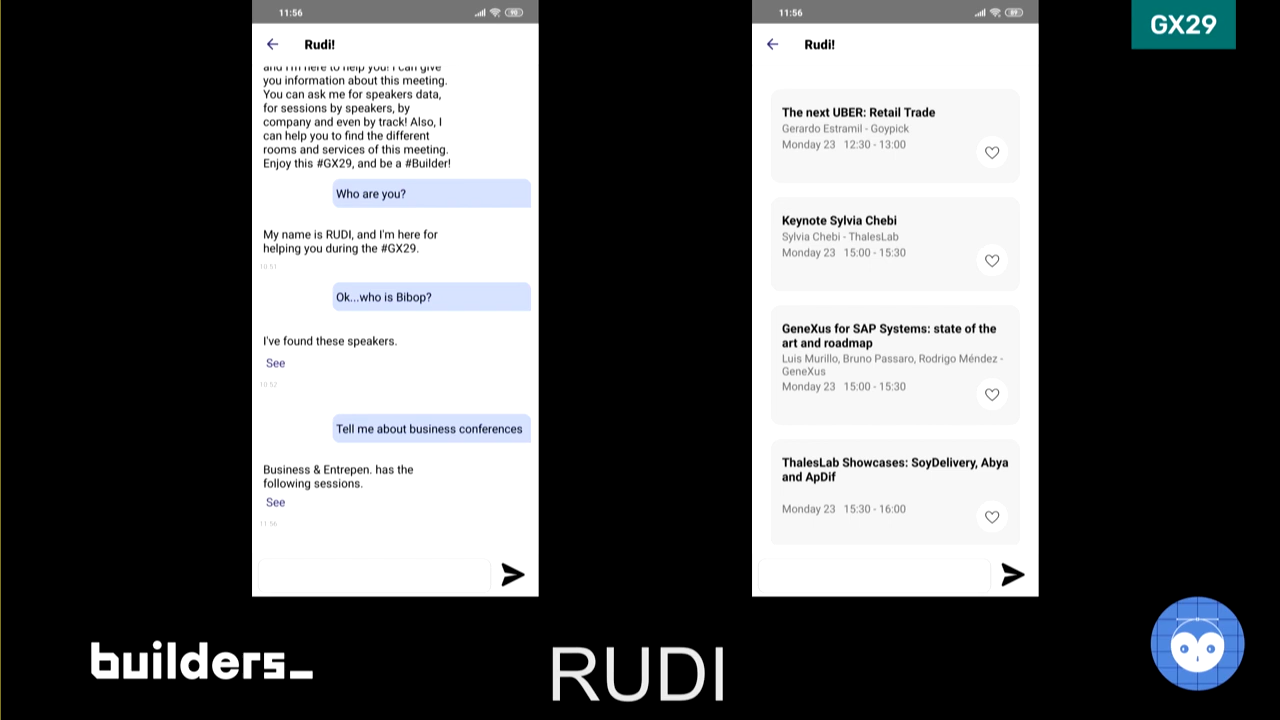 11:56
90
Rudi!
and I'm here to help you! I can give
you information about this meeting.
You can ask me for speakers data,
for sessions by speakers, by
company and even by track! Also, I
can help you to find the different
rooms and services of this meeting.
Enjoy this #GX29, and be a #Builder!
Who are you?
My name is RUDI, and I'm here for
helping you during the #GX29.
10:51
Ok...who is Bibop?
I've found these speakers.
See
10:52
Tell me about business conferences
Business & Entrepen. has the
following sessions.
See
11:56
11:56
89
Rudi!
The next UBER: Retail Trade
Gerardo Estramil - Goypick
Monday 23 12:30 - 13:00
Keynote Sylvia Chebi
Sylvia Chebi - ThalesLab
Monday 23 15:00 - 15:30
GeneXus for SAP Systems: state of the
art and roadmap
Luis Murillo, Bruno Passaro, Rodrigo Méndez -
GeneXus
Monday 23 15:00 - 15:30
ThalesLab Showcases: SoyDelivery, Abya
and ApDif
Monday 23 15:30 - 16:00
GX29
builders_
RUDI